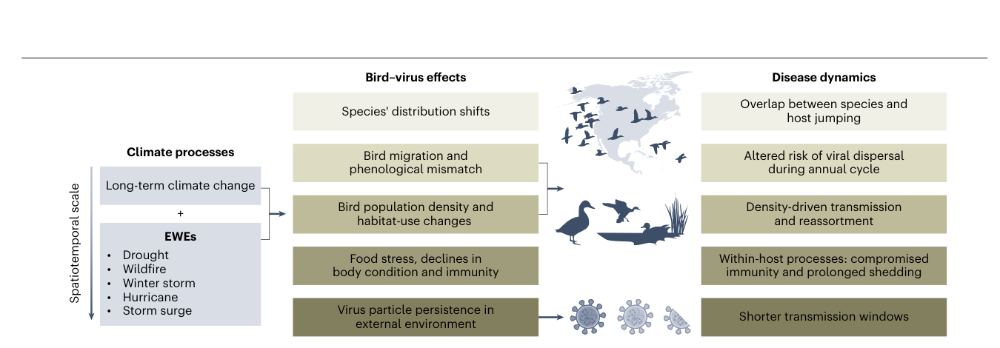 Bird–virus effects
Disease dynamics
Species' distribution shifts
Overlap between species and
host jumping
Climate processes
Bird migration and
phenological mismatch
Altered risk of viral dispersal
during annual cycle
Spatiotemporal scale
Long-term climate change
+
EWEs
• Drought
• Wildfire
• Winter storm
• Hurricane
• Storm surge
Bird population density and
habitat-use changes
Density-driven transmission
and reassortment
Food stress, declines in
body condition and immunity
Within-host processes: compromised
immunity and prolonged shedding
Virus particle persistence in
external environment
Shorter transmission windows